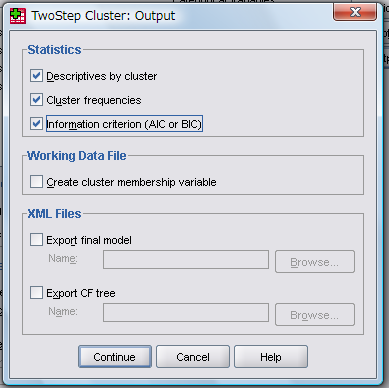 TwoStep Cluster: Output
Statistics
Descriptives by cluster
Cluster frequencies
Information criterion (AIC or BIC)
Working Data File
Create cluster membership variable
XML Files
Export final model
Name:
Browse...
Export CF tree
Name:
Browse...
Continue
Cancel
Help